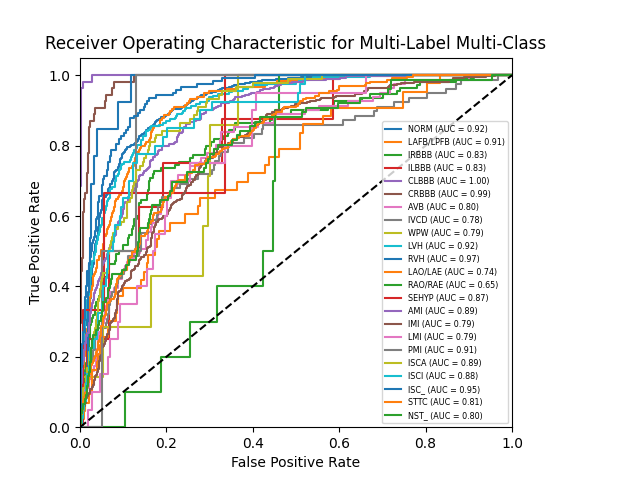 Receiver Operating Characteristic for Multi-Label Multi-Class
1.0
0.8
0.6
0.4
0.2
0.0
True Positive Rate
NORM (AUC = 0.92)
LAFB/LPFB (AUC = 0.91)
IRBBB (AUC = 0.83)
ILBBB (AUC = 0.83)
CLBBB (AUC = 1.00)
CRBBB (AUC = 0.99)
AVB (AUC = 0.80)
IVCD (AUC = 0.78)
WPW (AUC = 0.79)
LVH (AUC = 0.92)
RVH (AUC = 0.97)
LAO/LAE (AUC = 0.74)
RAO/RAE (AUC = 0.65)
SEHYP (AUC = 0.87)
AMI (AUC = 0.89)
IMI (AUC = 0.79)
LMI (AUC = 0.79)
PMI (AUC = 0.91)
ISCA (AUC = 0.89)
ISCI (AUC = 0.88)
ISC_ (AUC = 0.95)
STTC (AUC = 0.81)
NST_ (AUC = 0.80)
0.0 0.2 0.4 0.6 0.8 1.0
False Positive Rate